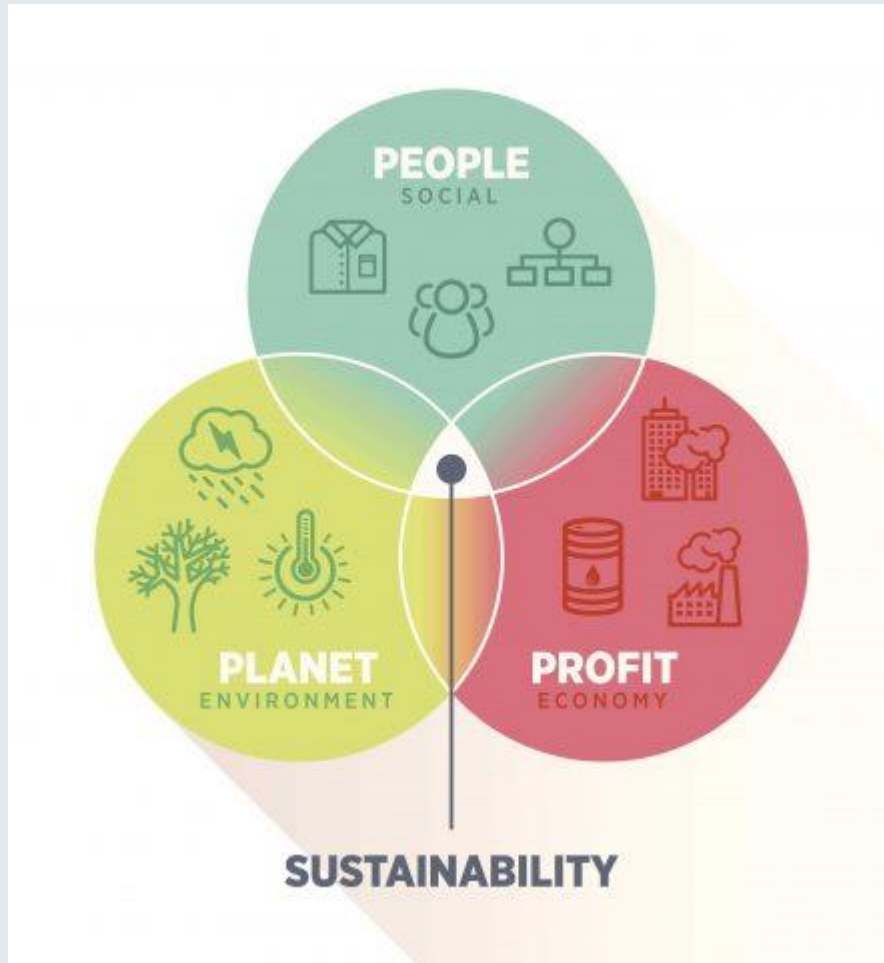 PEOPLE
SOCIAL
PLANET
ENVIRONMENT
PROFIT
ECONOMY
SUSTAINABILITY